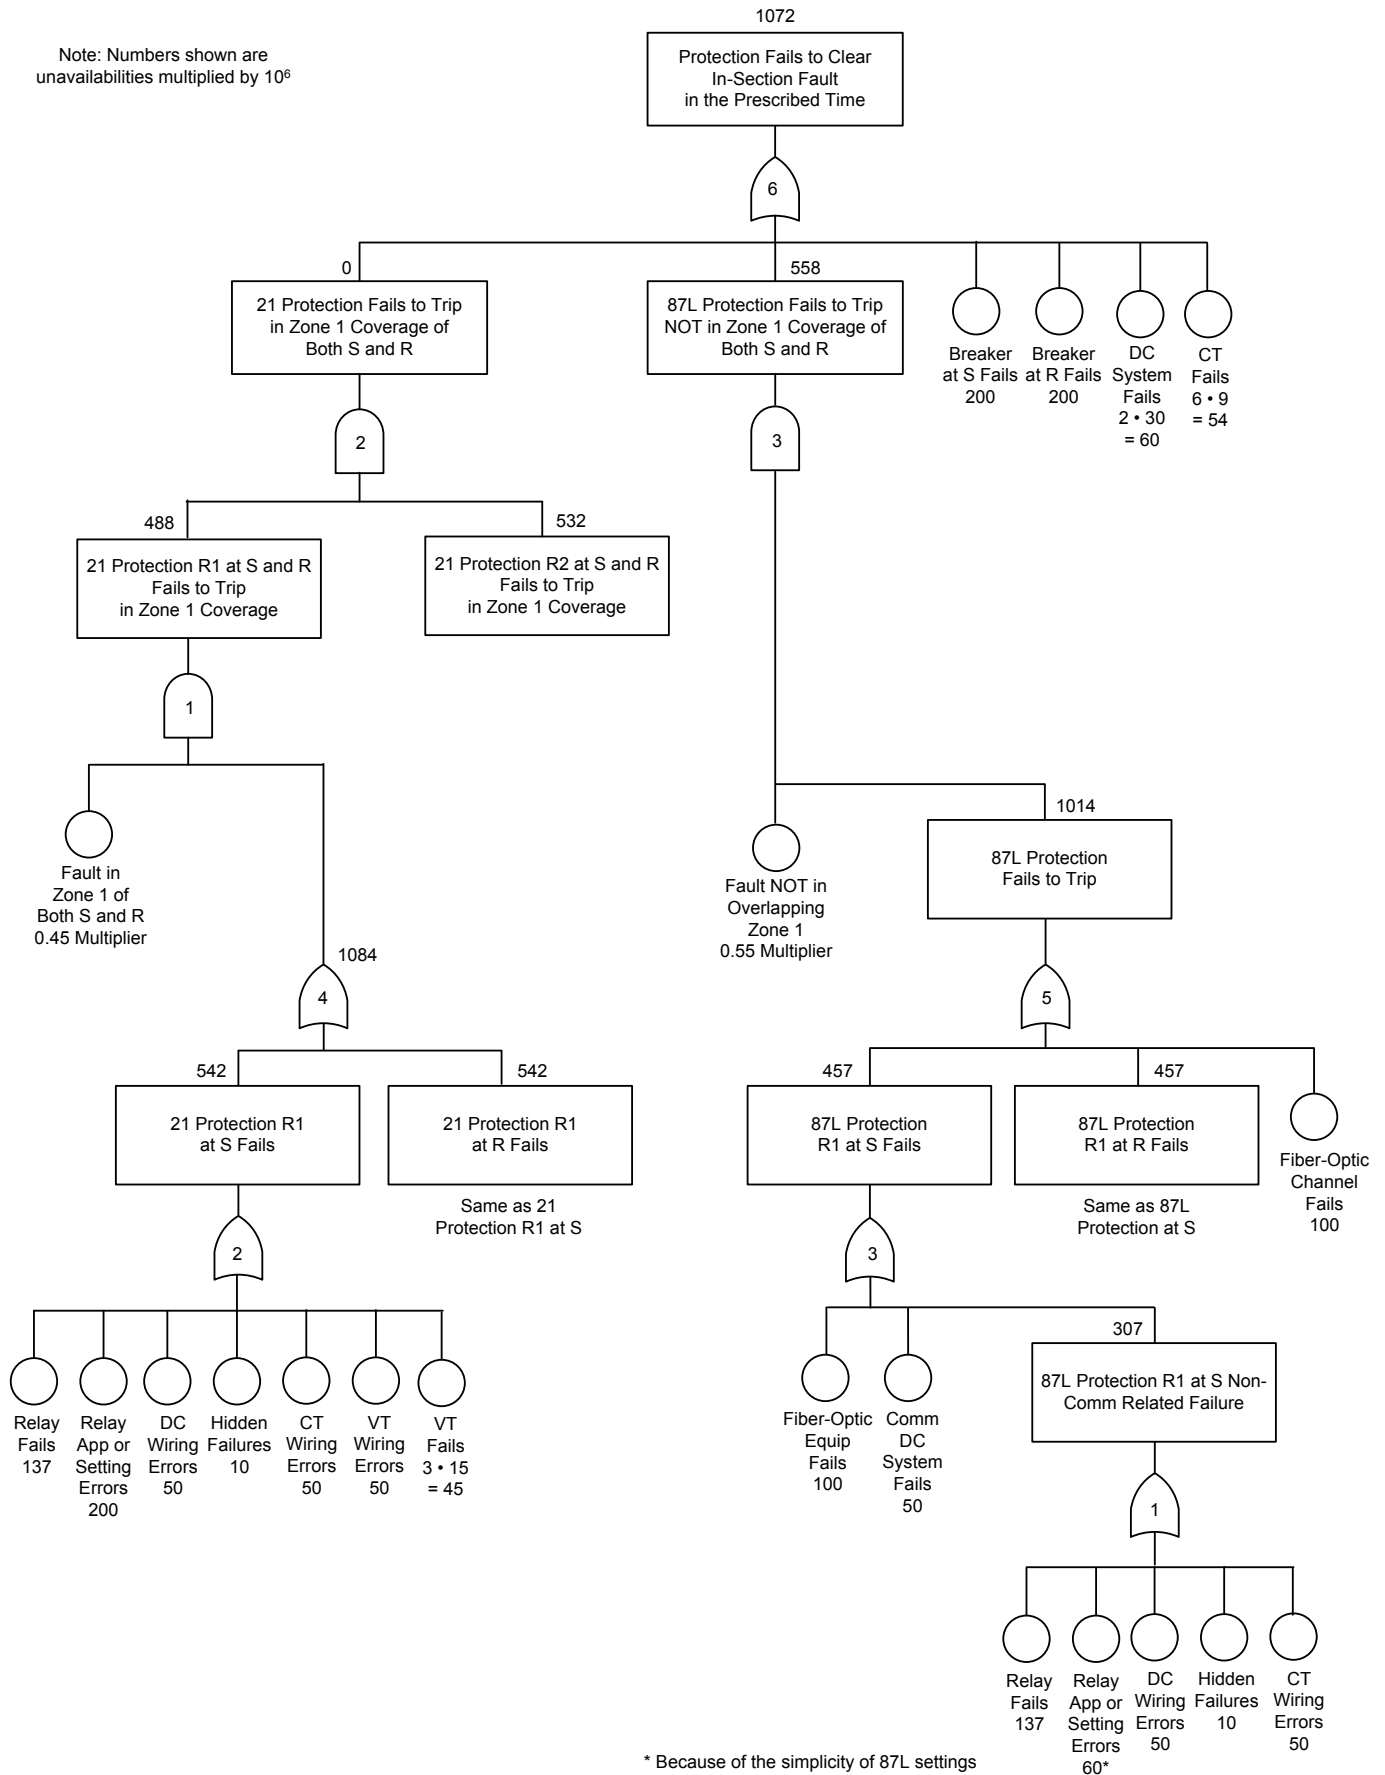 1072
Note: Numbers shown are
unavailabilities multiplied by 10⁶
Protection Fails to Clear
In-Section Fault
in the Prescribed Time
6
0
21 Protection Fails to Trip
in Zone 1 Coverage of
Both S and R
558
87L Protection Fails to Trip
NOT in Zone 1 Coverage of
Both S and R
Breaker
at S Fails
200
Breaker
at R Fails
200
DC
System
Fails
2 • 30
= 60
CT
Fails
6 • 9
= 54
2
3
488
21 Protection R1 at S and R
Fails to Trip
in Zone 1 Coverage
532
21 Protection R2 at S and R
Fails to Trip
in Zone 1 Coverage
1
Fault in
Zone 1 of
Both S and R
0.45 Multiplier
Fault NOT in
Overlapping
Zone 1
0.55 Multiplier
1014
87L Protection
Fails to Trip
1084
4
5
542
21 Protection R1
at S Fails
542
21 Protection R1
at R Fails
Same as 21
Protection R1 at S
457
87L Protection
R1 at S Fails
457
87L Protection
R1 at R Fails
Same as 87L
Protection at S
Fiber-Optic
Channel
Fails
100
2
3
Relay
Fails
137
Relay
App or
Setting
Errors
200
DC
Wiring
Errors
50
Hidden
Failures
10
CT
Wiring
Errors
50
VT
Wiring
Errors
50
VT
Fails
3 • 15
= 45
Fiber-Optic
Equip
Fails
100
Comm
DC
System
Fails
50
307
87L Protection R1 at S Non-
Comm Related Failure
1
Relay
Fails
137
Relay
App or
Setting
Errors
60*
DC
Wiring
Errors
50
Hidden
Failures
10
CT
Wiring
Errors
50
* Because of the simplicity of 87L settings